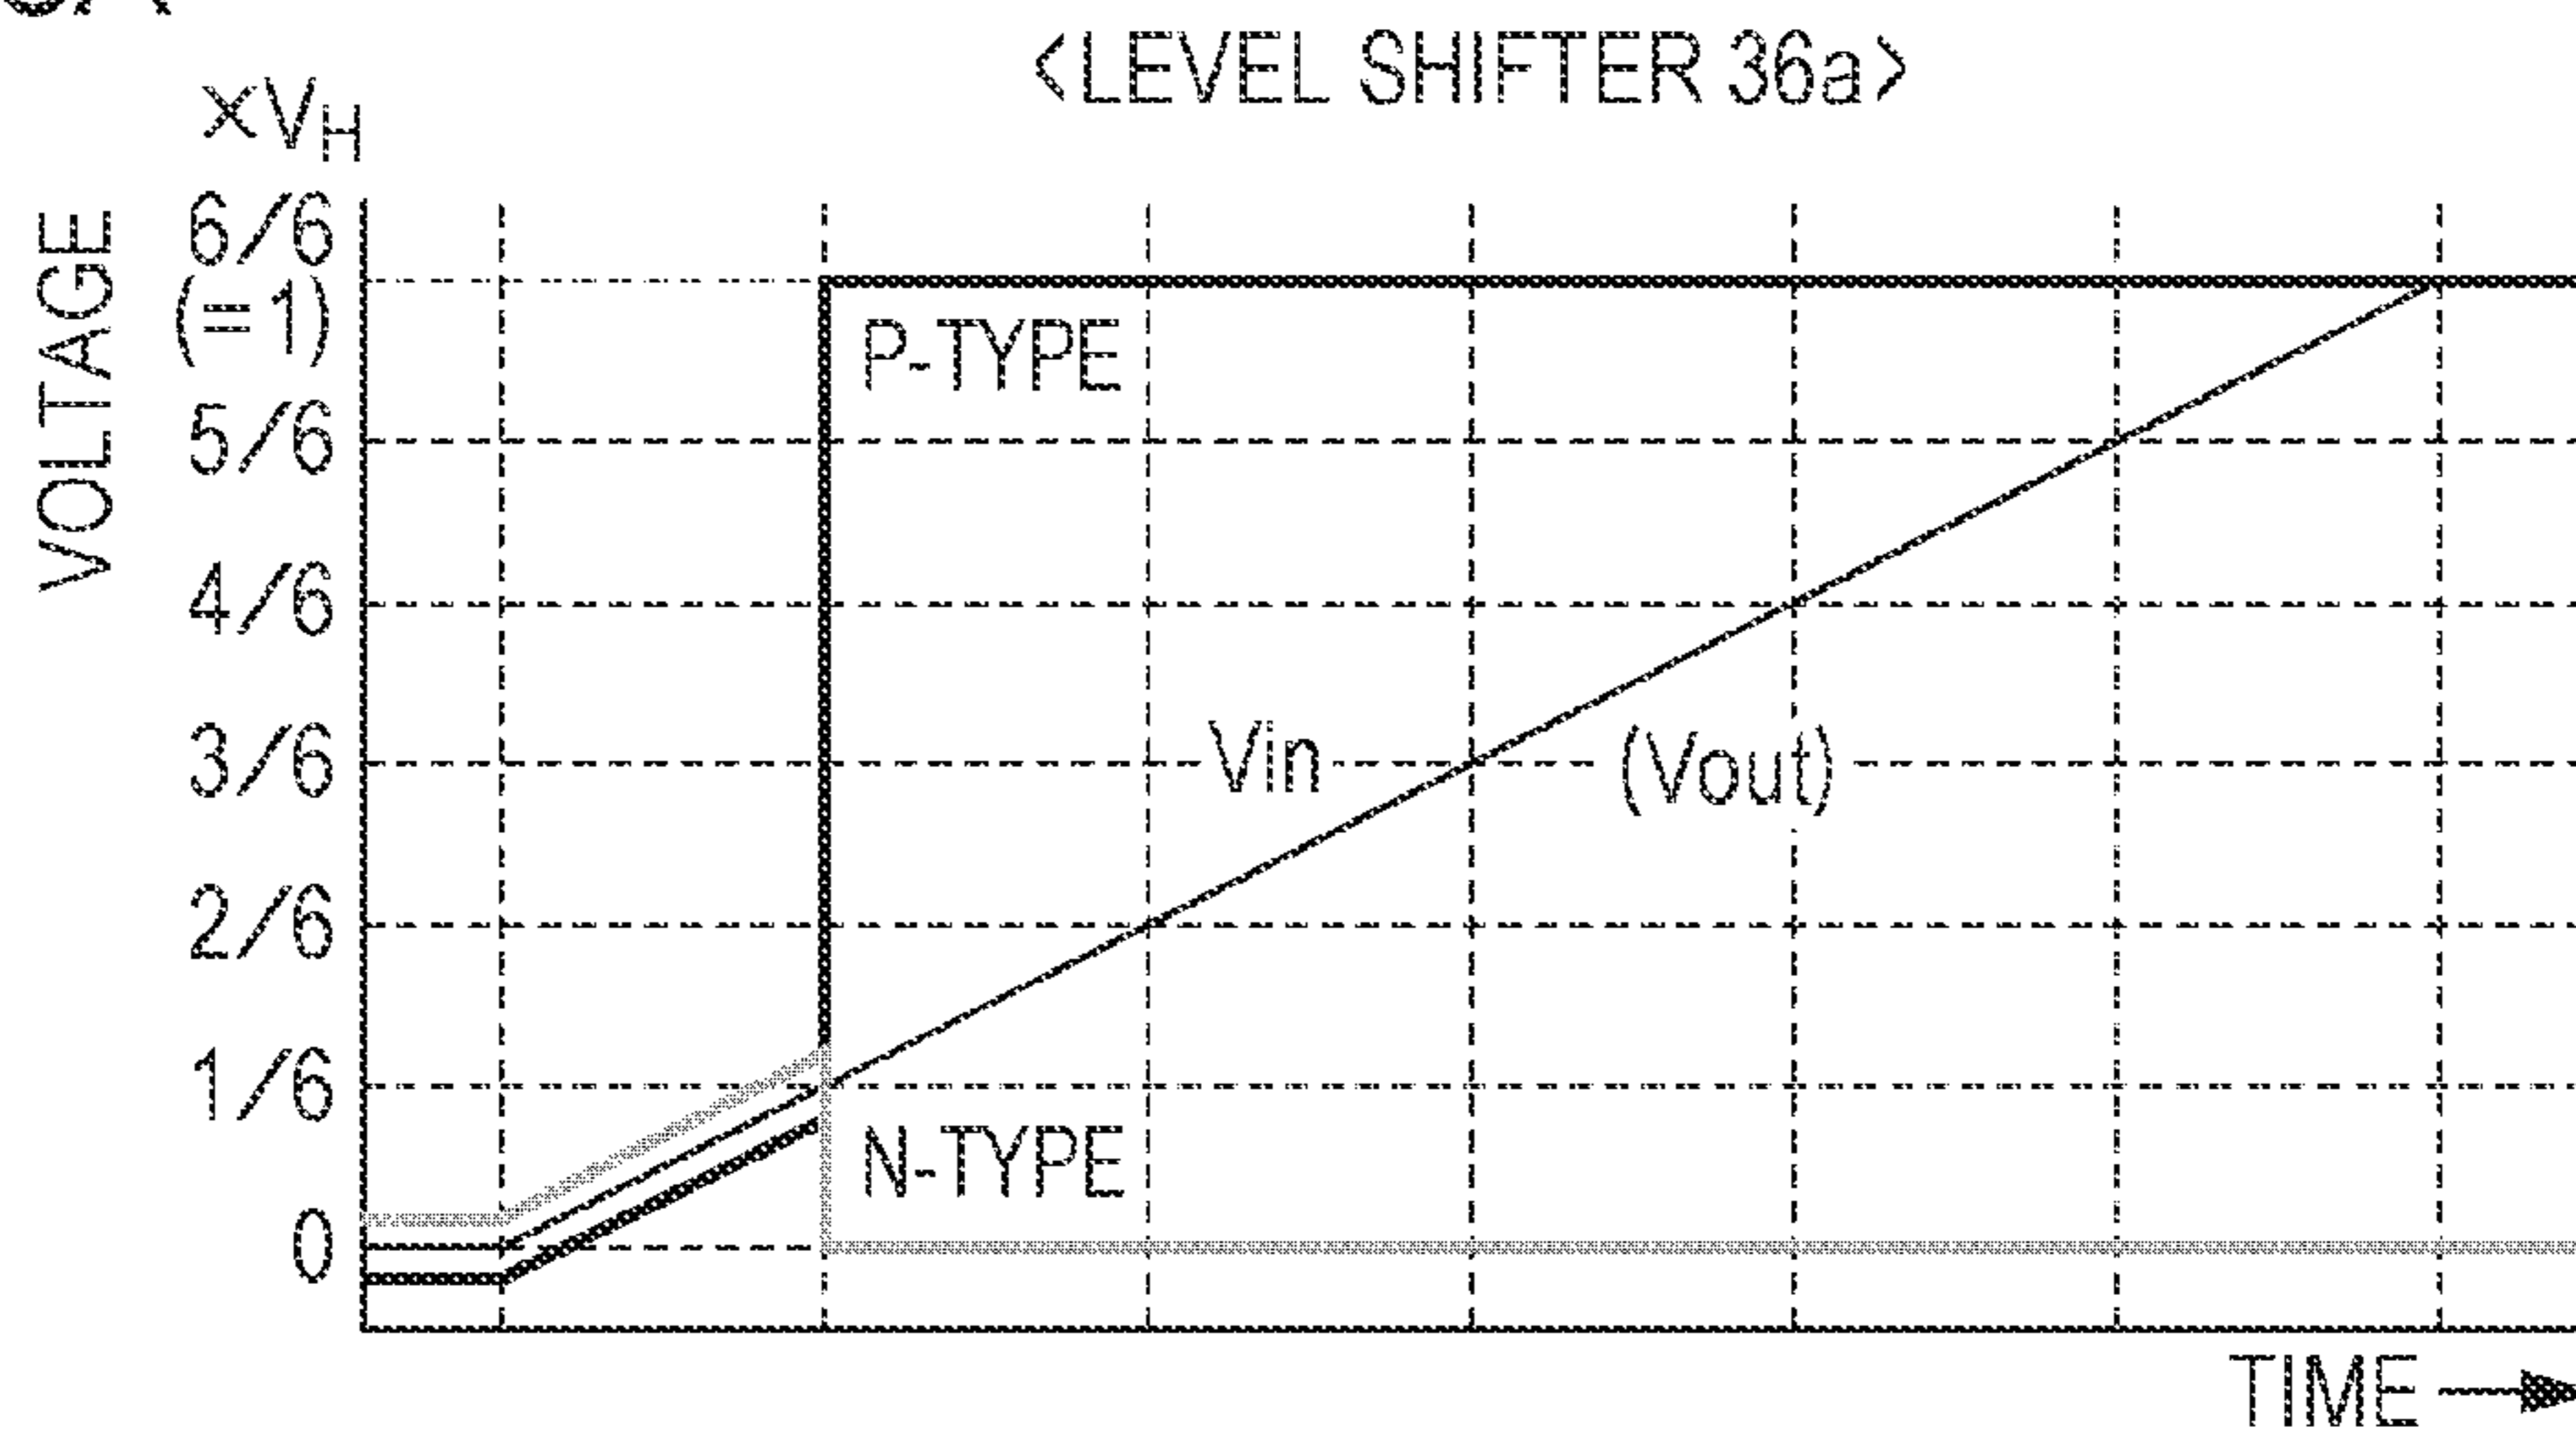 <LEVEL SHIFTER 36a>
×VH
VOLTAGE
6/6
(=1)
5/6
4/6
3/6
2/6
1/6
0
P-TYPE
Vin
(Vout)
N-TYPE
TIME